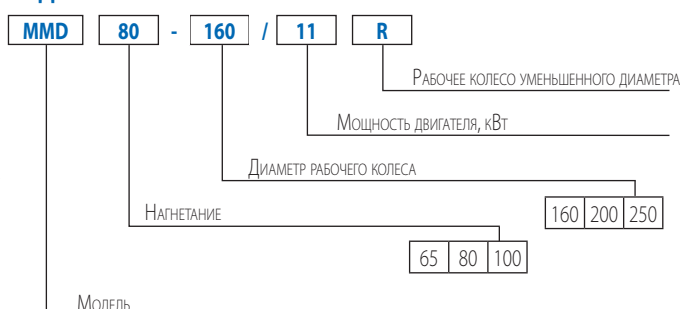 MMD 80 - 160 / 11 R
Рабочее колесо уменьшенного диаметра
Мощность двигателя, кВт
Диаметр рабочего колеса
160 200 250
Нагнетание
65 80 100
Модель